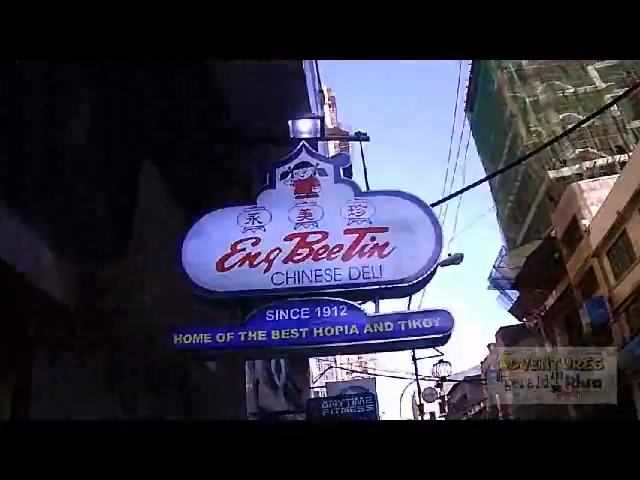 永 美 珍
Eng Bee Tin
CHINESE DELI
SINCE 1912
HOME OF THE BEST HOPIA AND TIKOY
ANYTIME
FITNESS
ADVENTURES